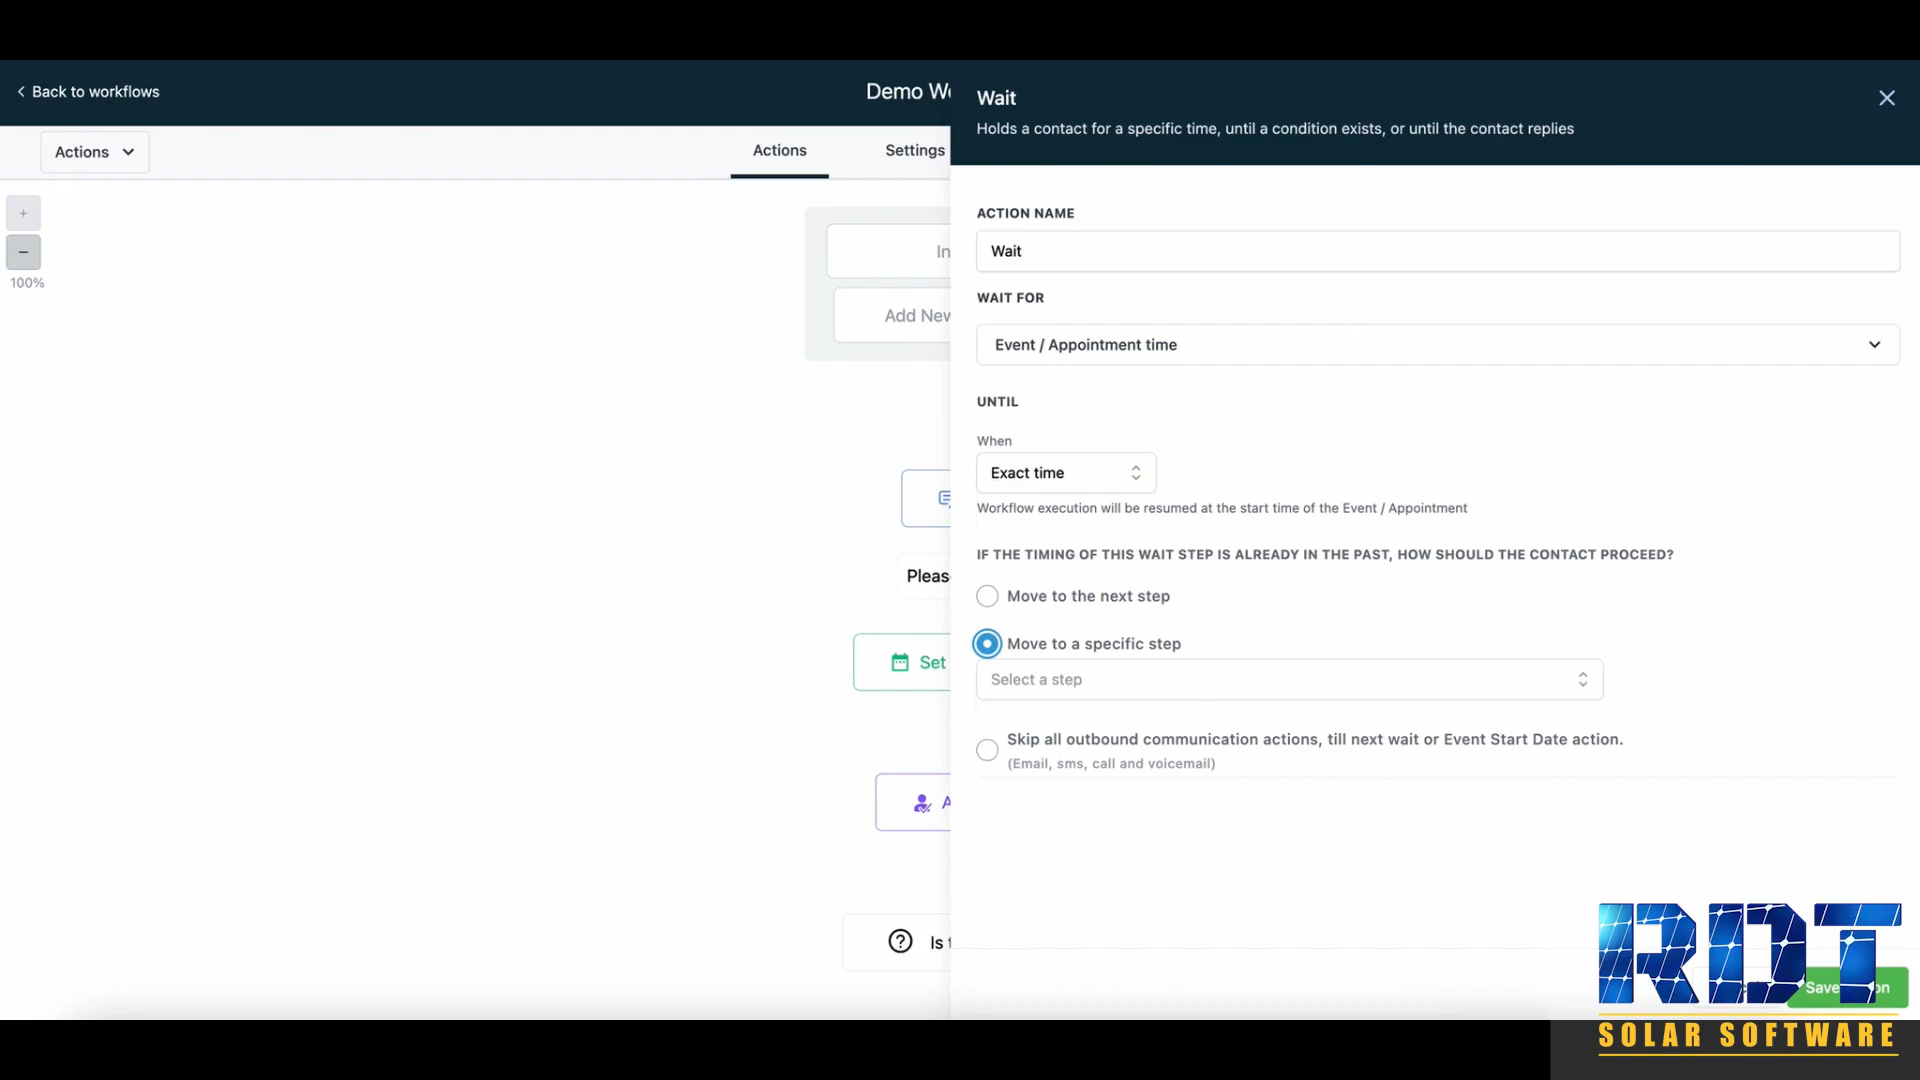 Back to workflows
Demo Wo
Actions
Actions
Settings
+
−
100%
In
Add New
Pleas
Set
A
Is t
Wait
Holds a contact for a specific time, until a condition exists, or until the contact replies
ACTION NAME
Wait
WAIT FOR
Event / Appointment time
UNTIL
When
Exact time
Workflow execution will be resumed at the start time of the Event / Appointment
IF THE TIMING OF THIS WAIT STEP IS ALREADY IN THE PAST, HOW SHOULD THE CONTACT PROCEED?
Move to the next step
Move to a specific step
Select a step
Skip all outbound communication actions, till next wait or Event Start Date action.
(Email, sms, call and voicemail)
Save
RDT
SOLAR SOFTWARE